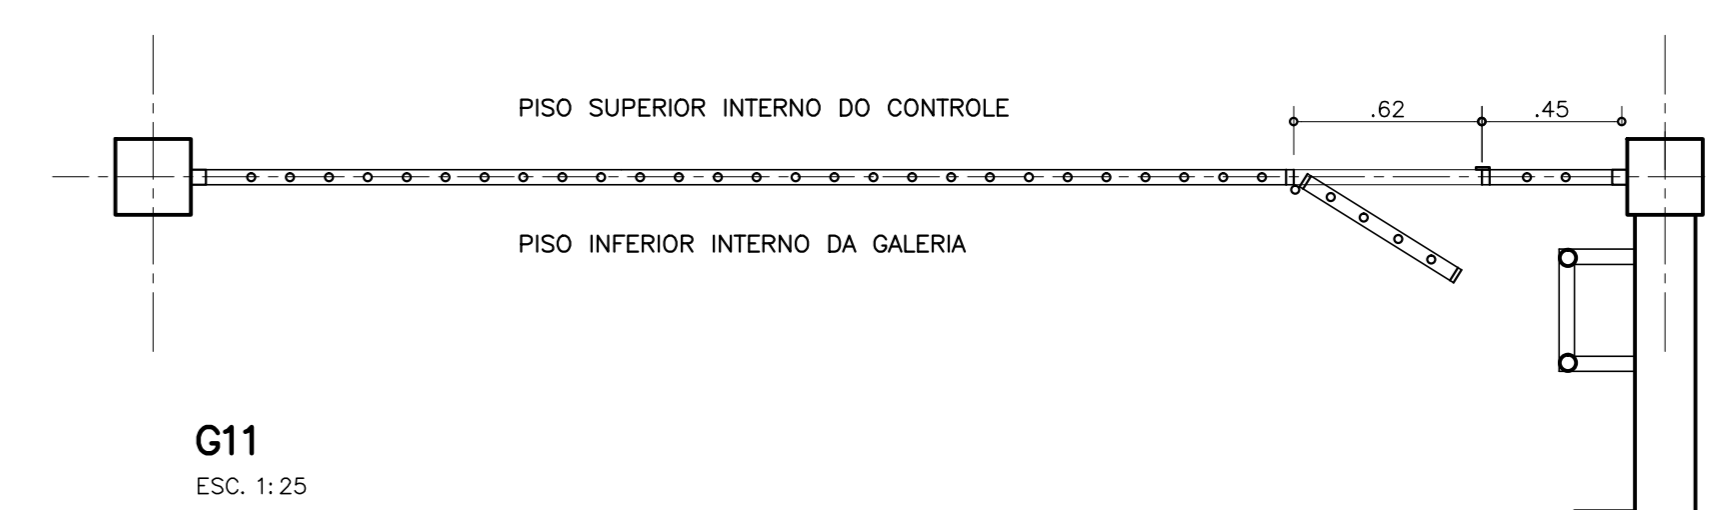 PISO SUPERIOR INTERNO DO CONTROLE
.62
.45
PISO INFERIOR INTERNO DA GALERIA
G11
ESC. 1:25